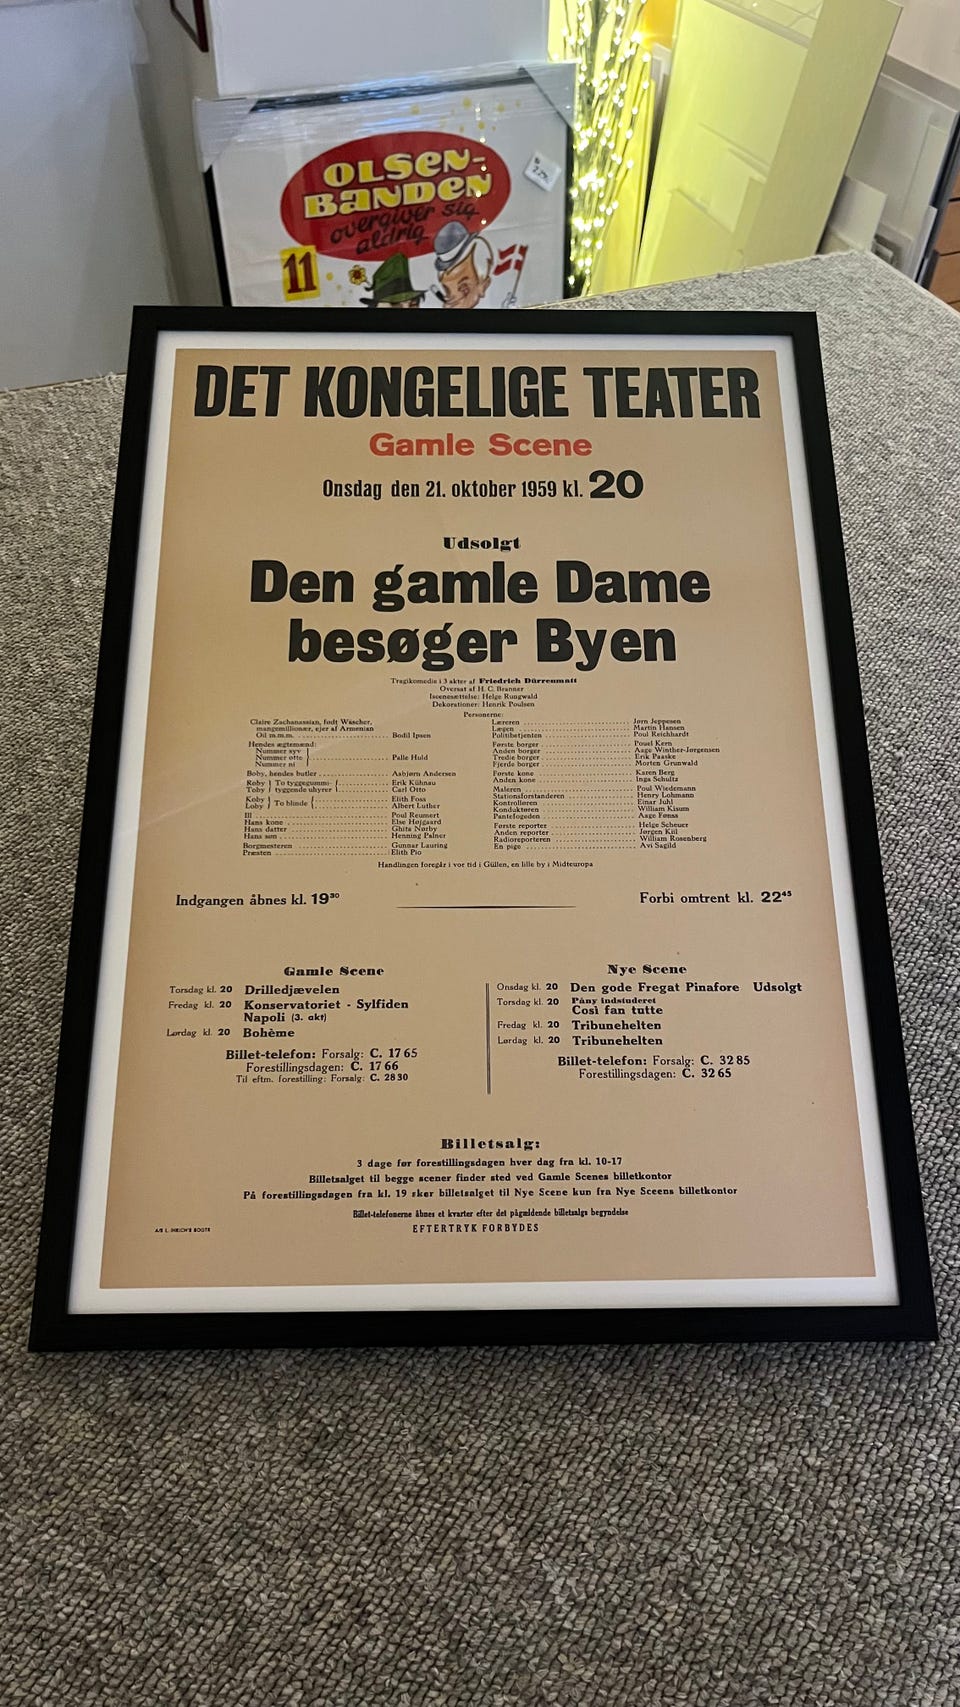 OLSEN-
BANDEN
overgiver sig
aldrig
11
DET KONGELIGE TEATER
Gamle Scene
Onsdag den 21. oktober 1959 kl. 20
Udsolgt
Den gamle Dame
besøger Byen
Tragikomedie i 3 akter af Friedrich Dürrenmatt
Oversat af H. C. Branner
Iscenesættelse: Helge Rungwald
Dekorationer: Henrik Poulsen
Personerne:
Claire Zachanassian, født Wäscher,
mangemillionær, ejer af Armenian
Oil m.m. Bodil Ipsen
Hendes ægtemænd:
Nummer syv
Nummer otte Palle Huld
Nummer ni
Boby, hendes butler Asbjørn Andersen
Roby To tyggegummi- Erik Kühnau
Toby tyggende uhyrer Carl Otto
Koby To blinde Elith Foss
Loby Albert Luther
Ill Poul Reumert
Hans kone Else Højgaard
Hans datter Ghita Nørby
Hans søn Henning Palner
Borgmesteren Gunnar Lauring
Præsten Elith Pio
Læreren Jørn Jeppesen
Lægen Martin Hansen
Politibetjenten Poul Reichhardt
Første borger Pouel Kern
Anden borger Aage Winther-Jørgensen
Tredie borger Erik Paaske
Fjerde borger Morten Grunwald
Første kone Karen Berg
Anden kone Inga Schultz
Maleren Poul Wiedemann
Stationsforstanderen Henry Lohmann
Kontrolløren Einar Juhl
Konduktøren William Kisum
Pantefogeden Aage Fønss
Første reporter Helge Scheuer
Anden reporter Jørgen Kiil
Radioreporteren William Rosenberg
En pige Avi Sagild
Handlingen foregår i vor tid i Güllen, en lille by i Midteuropa
Indgangen åbnes kl. 19³⁰ Forbi omtrent kl. 22⁴⁵
Gamle Scene
Torsdag kl. 20 Drilledjævelen
Fredag kl. 20 Konservatoriet - Sylfiden
Napoli (3. akt)
Lørdag kl. 20 Bohème
Billet-telefon: Forsalg: C. 17 65
Forestillingsdagen: C. 17 66
Til eftm. forestilling: Forsalg: C. 28 30
Nye Scene
Onsdag kl. 20 Den gode Fregat Pinafore Udsolgt
Torsdag kl. 20 Påny indstuderet
Così fan tutte
Fredag kl. 20 Tribunehelten
Lørdag kl. 20 Tribunehelten
Billet-telefon: Forsalg: C. 32 85
Forestillingsdagen: C. 32 65
Billetsalg:
3 dage før forestillingsdagen hver dag fra kl. 10-17
Billetsalget til begge scener finder sted ved Gamle Scenes billetkontor
På forestillingsdagen fra kl. 19 sker billetsalget til Nye Scene kun fra Nye Sceens billetkontor
Billet-telefonerne åbnes et kvarter efter det pågældende billetsalgs begyndelse
EFTERTRYK FORBYDES